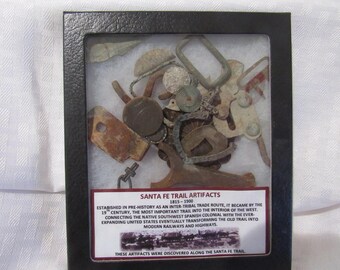 SANTA FE TRAIL ARTIFACTS
1815 – 1900
ESTABLISHED IN PRE-HISTORY AS AN INTER-TRIBAL TRADE ROUTE, IT BECAME BY THE
19TH CENTURY, THE MOST IMPORTANT TRAIL INTO THE INTERIOR OF THE WEST.
CONNECTING THE NATIVE SOUTHWEST SPANISH COLONIAL WITH THE EVER-
EXPANDING UNITED STATES EVENTUALLY TRANSFORMING THE OLD TRAIL INTO
MODERN RAILWAYS AND HIGHWAYS.
THESE ARTIFACTS WERE DISCOVERED ALONG THE SANTA FE TRAIL.